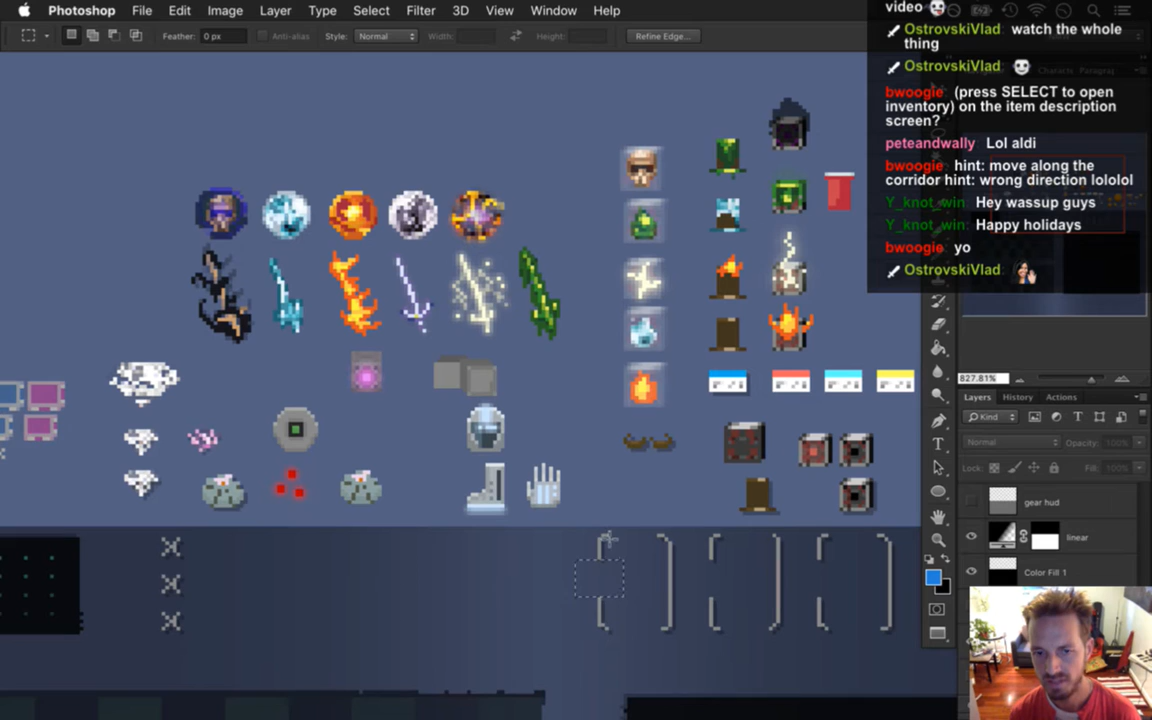 Photoshop File Edit Image Layer Type Select Filter 3D View Window Help
Feather: 0 px Anti-alias Style: Normal Width: Height: Refine Edge...
video
OstrovskiVlad watch the whole
thing
OstrovskiVlad
bwoogie (press SELECT to open
inventory) on the item description
screen?
peteandwally Lol aldi
bwoogie hint: move along the
corridor hint: wrong direction lololol
Y_knot_win Hey wassup guys
Y_knot_win Happy holidays
bwoogie yo
OstrovskiVlad
827.81%
Layers History Actions
Kind
Normal Opacity: 100%
Lock: Fill: 100%
gear hud
linear
Color Fill 1